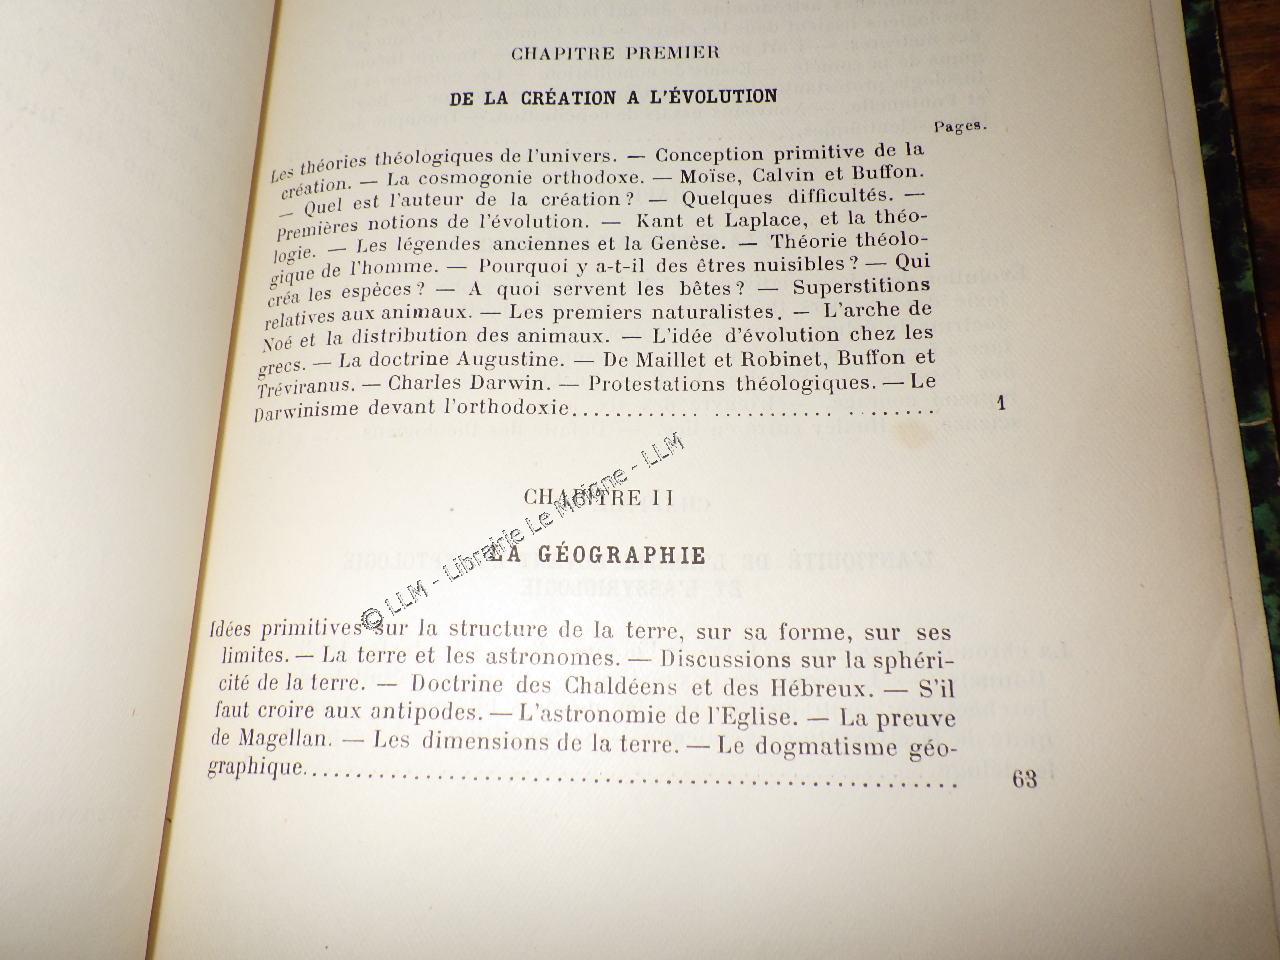 CHAPITRE PREMIER
DE LA CRÉATION A L'ÉVOLUTION
Pages.
Les théories théologiques de l'univers. — Conception primitive de la
création. — La cosmogonie orthodoxe. — Moïse, Calvin et Buffon.
— Quel est l'auteur de la création ? — Quelques difficultés. —
Premières notions de l'évolution. — Kant et Laplace, et la théo-
logie. — Les légendes anciennes et la Genèse. — Théorie théolo-
gique de l'homme. — Pourquoi y a-t-il des êtres nuisibles ? — Qui
créa les espèces ? — A quoi servent les bêtes ? — Superstitions
relatives aux animaux. — Les premiers naturalistes. — L'arche de
Noé et la distribution des animaux. — L'idée d'évolution chez les
grecs. — La doctrine Augustine. — De Maillet et Robinet, Buffon et
Tréviranus. — Charles Darwin. — Protestations théologiques. — Le
Darwinisme devant l'orthodoxie................................ 1
CHAPITRE II
LA GÉOGRAPHIE
© LLM - Librairie Le Moigne - LLM
Idées primitives sur la structure de la terre, sur sa forme, sur ses
limites. — La terre et les astronomes. — Discussions sur la sphéri-
cité de la terre. — Doctrine des Chaldéens et des Hébreux. — S'il
faut croire aux antipodes. — L'astronomie de l'Eglise. — La preuve
de Magellan. — Les dimensions de la terre. — Le dogmatisme géo-
graphique.................................................. 63